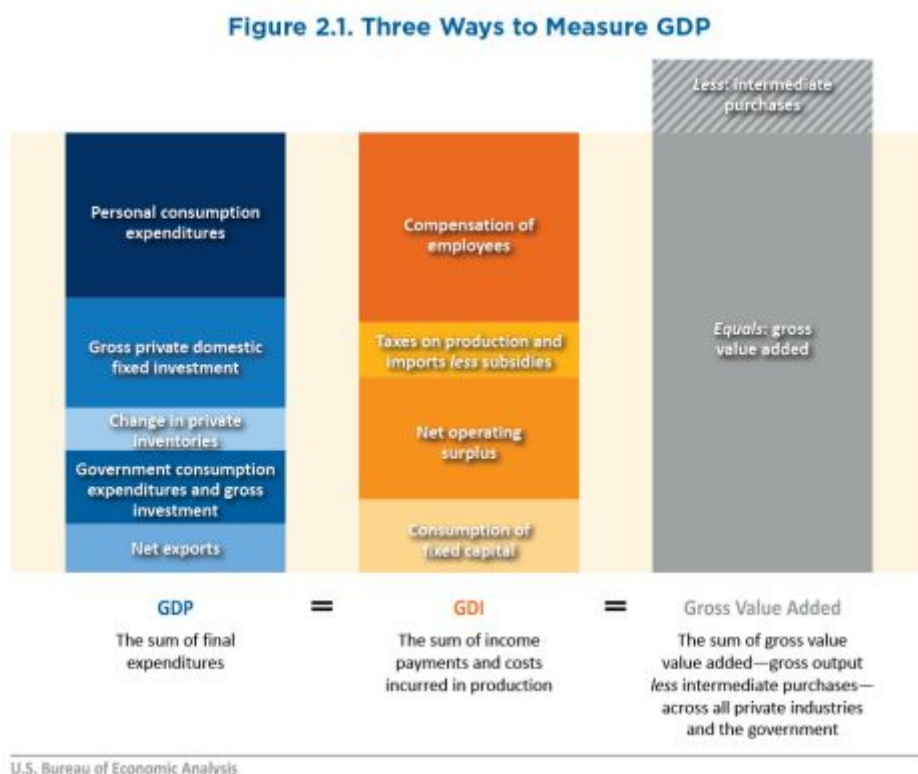 Figure 2.1. Three Ways to Measure GDP
Less: intermediate
purchases
Personal consumption
expenditures
Gross private domestic
fixed investment
Change in private
inventories
Government consumption
expenditures and gross
investment
Net exports
Compensation of
employees
Taxes on production and
imports less subsidies
Net operating
surplus
Consumption of
fixed capital
Equals: gross
value added
GDP
=
GDI
=
Gross Value Added
The sum of final
expenditures
The sum of income
payments and costs
incurred in production
The sum of gross value
value added—gross output
less intermediate purchases—
across all private industries
and the government
U.S. Bureau of Economic Analysis